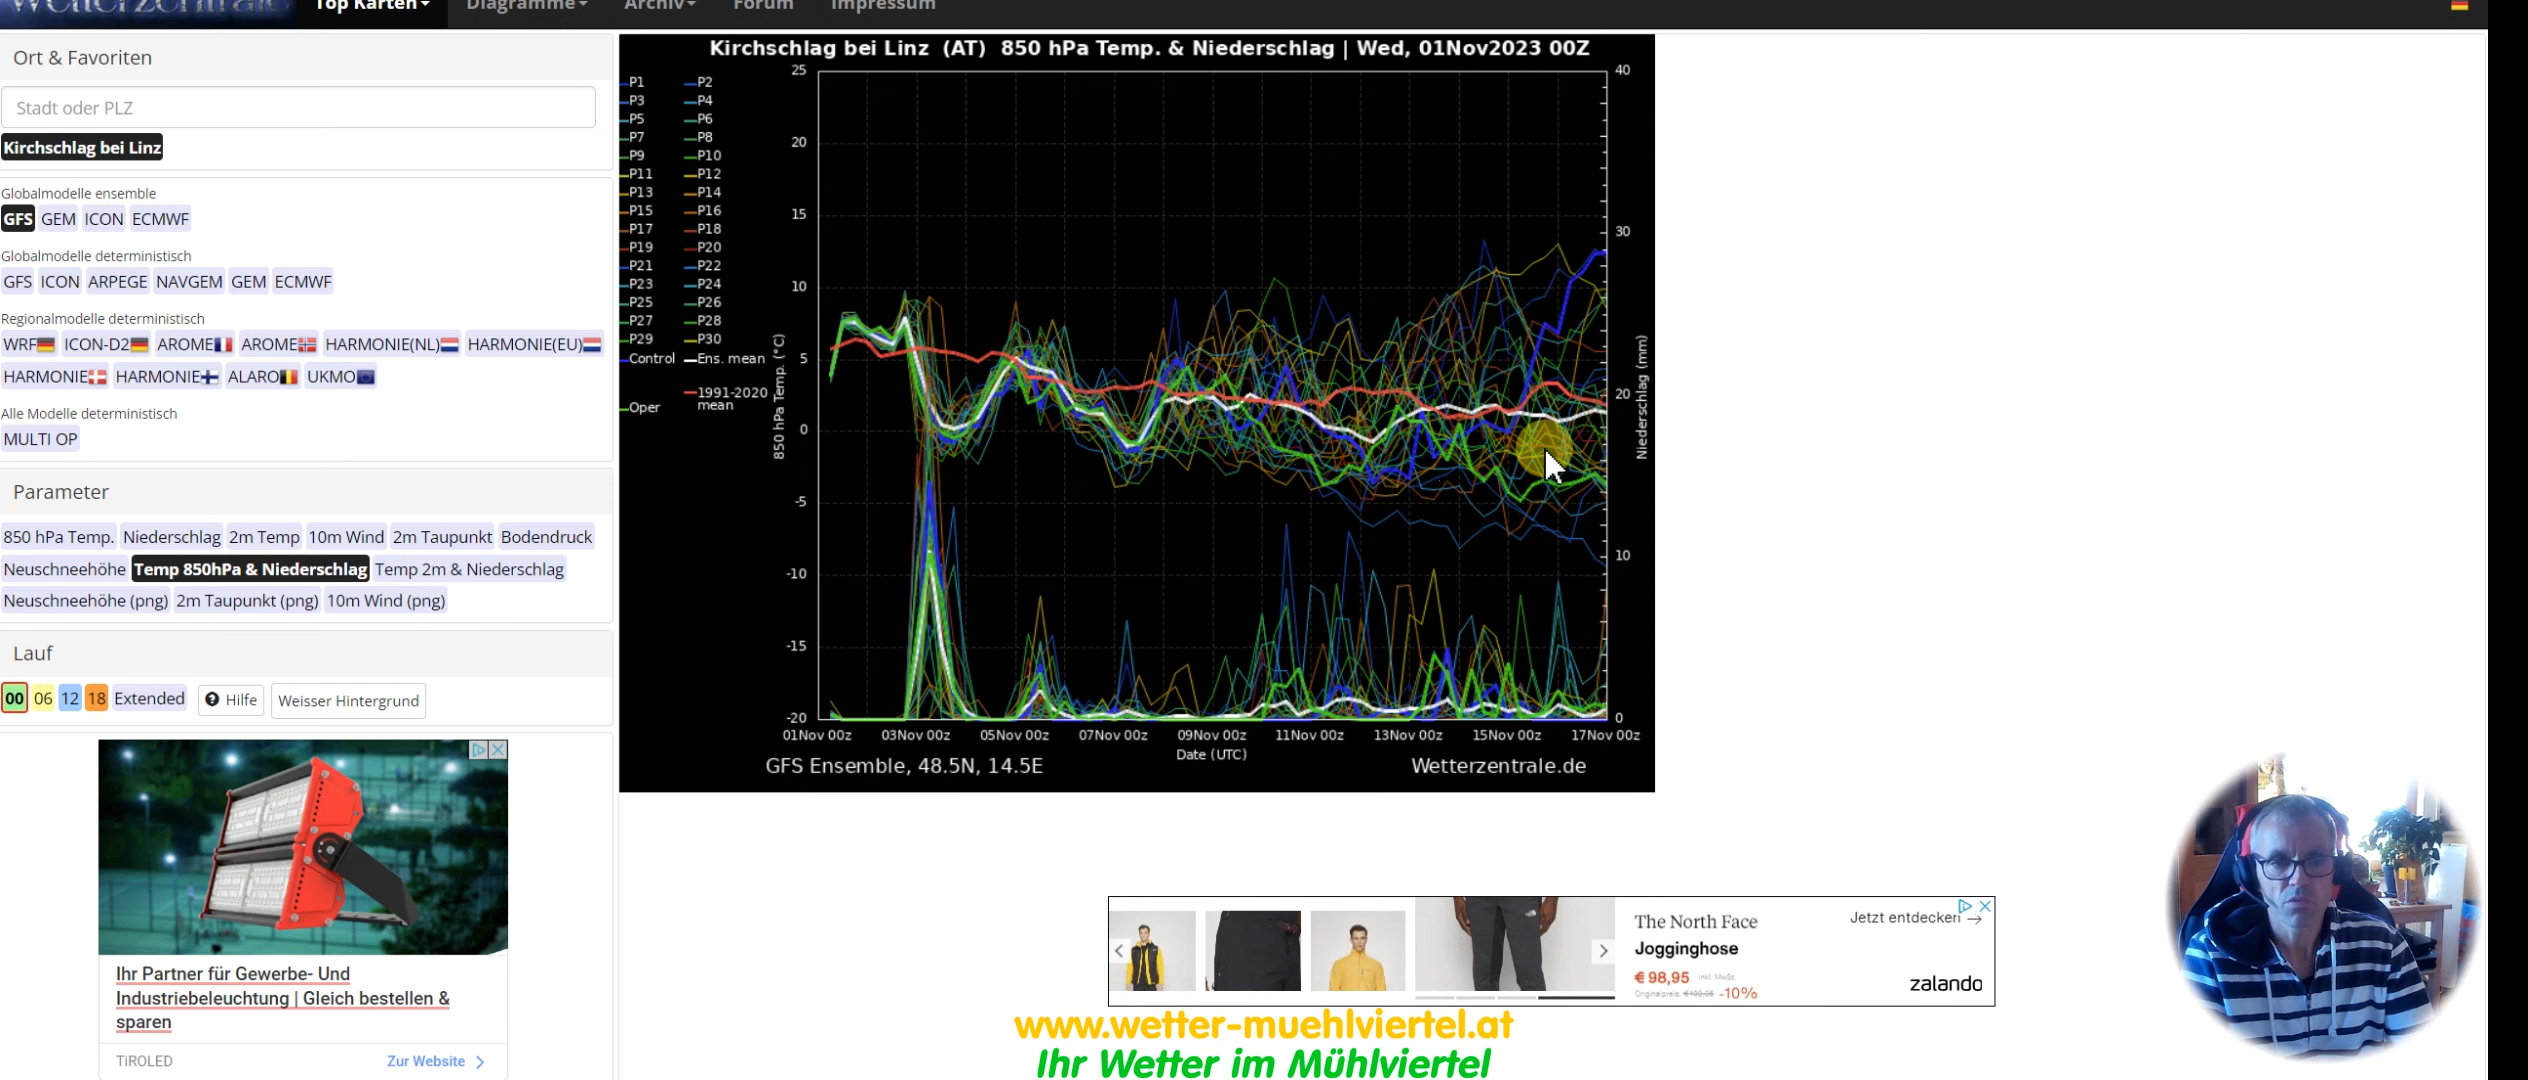 Wetterzentrale
Top Karten
Diagramme
Archiv
Forum
Impressum
Ort & Favoriten
Stadt oder PLZ
Kirchschlag bei Linz
Globalmodelle ensemble
GFS GEM ICON ECMWF
Globalmodelle deterministisch
GFS ICON ARPEGE NAVGEM GEM ECMWF
Regionalmodelle deterministisch
WRF ICON-D2 AROME AROME HARMONIE(NL) HARMONIE(EU)
HARMONIE HARMONIE ALARO UKMO
Alle Modelle deterministisch
MULTI OP
Parameter
850 hPa Temp. Niederschlag 2m Temp 10m Wind 2m Taupunkt Bodendruck
Neuschneehöhe Temp 850hPa & Niederschlag Temp 2m & Niederschlag
Neuschneehöhe (png) 2m Taupunkt (png) 10m Wind (png)
Lauf
00 06 12 18 Extended Hilfe Weisser Hintergrund
Ihr Partner für Gewerbe- Und
Industriebeleuchtung | Gleich bestellen &
sparen
TiROLED
Zur Website
Kirchschlag bei Linz (AT) 850 hPa Temp. & Niederschlag | Wed, 01Nov2023 00Z
P1 P2
P3 P4
P5 P6
P7 P8
P9 P10
P11 P12
P13 P14
P15 P16
P17 P18
P19 P20
P21 P22
P23 P24
P25 P26
P27 P28
P29 P30
Control Ens. mean
1991-2020
mean
Oper
850 hPa Temp. (°C)
25
20
15
10
5
0
-5
-10
-15
-20
40
30
20
10
0
Niederschlag (mm)
01Nov 00z 03Nov 00z 05Nov 00z 07Nov 00z 09Nov 00z 11Nov 00z 13Nov 00z 15Nov 00z 17Nov 00z
Date (UTC)
GFS Ensemble, 48.5N, 14.5E
Wetterzentrale.de
The North Face
Jogginghose
€ 98,95 inkl. MwSt.
-10%
Jetzt entdecken
zalando
www.wetter-muehlviertel.at
Ihr Wetter im Mühlviertel